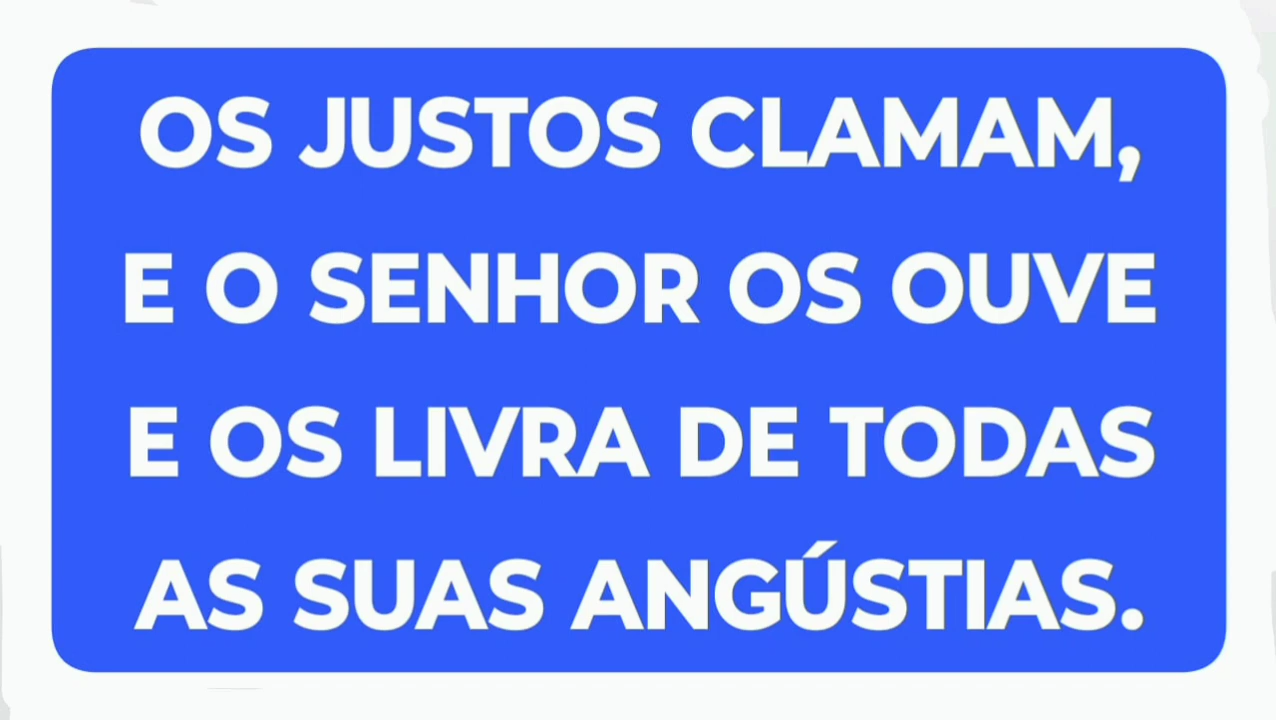 OS JUSTOS CLAMAM,
E O SENHOR OS OUVE
E OS LIVRA DE TODAS
AS SUAS ANGÚSTIAS.